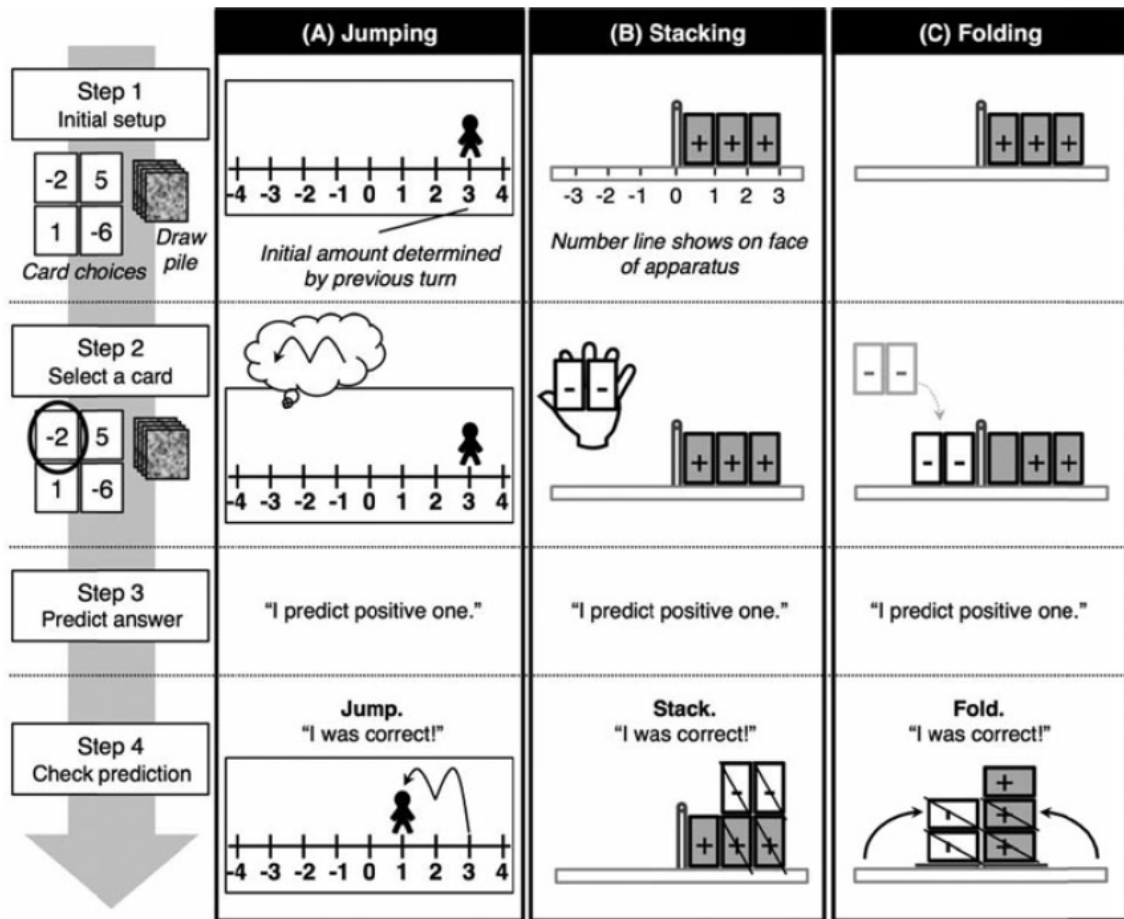 (A) Jumping
(B) Stacking
(C) Folding
Step 1
Initial setup
-2 5
1 -6
Draw
pile
Card choices
-4 -3 -2 -1 0 1 2 3 4
Initial amount determined
by previous turn
+ + +
-3 -2 -1 0 1 2 3
Number line shows on face
of apparatus
+ + +
Step 2
Select a card
-2 5
1 -6
-4 -3 -2 -1 0 1 2 3 4
- -
+ + +
- -
- - + +
Step 3
Predict answer
“I predict positive one.”
“I predict positive one.”
“I predict positive one.”
Step 4
Check prediction
Jump.
“I was correct!”
-4 -3 -2 -1 0 1 2 3 4
Stack.
“I was correct!”
- -
+ + +
Fold.
“I was correct!”
+
- +
- +